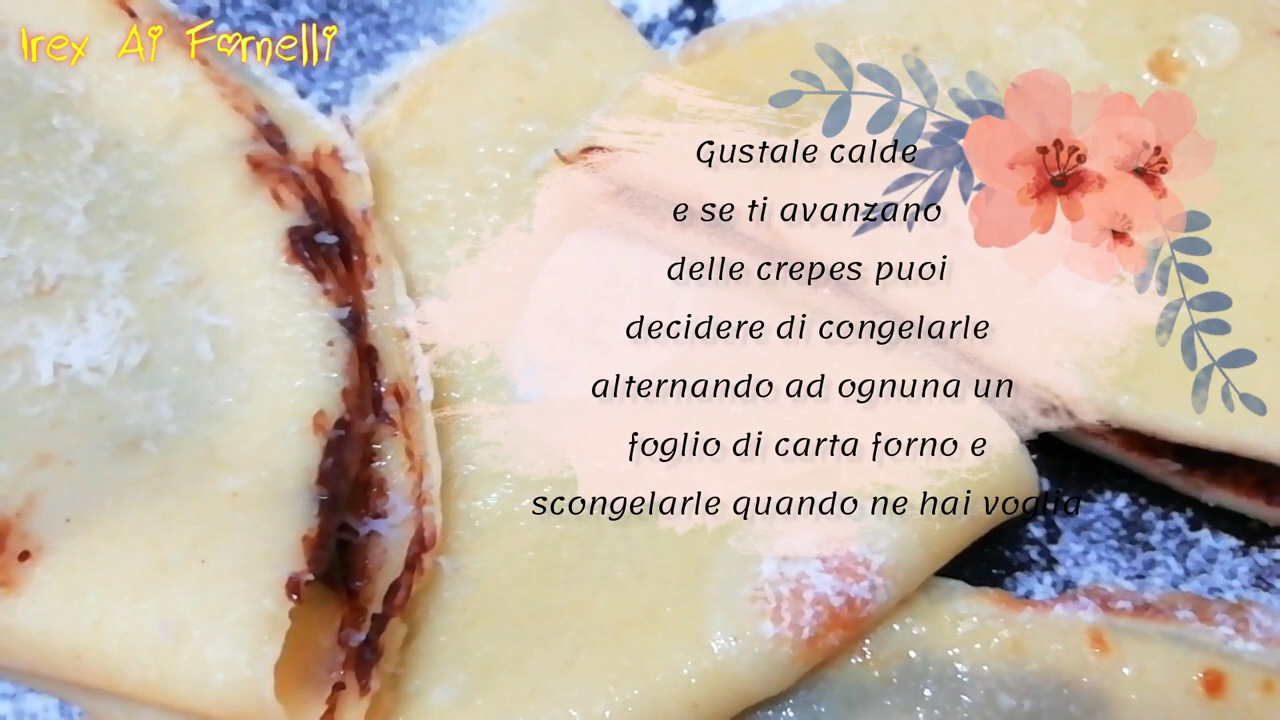 Irex Ai Fornelli
Gustale calde
e se ti avanzano
delle crepes puoi
decidere di congelarle
alternando ad ognuna un
foglio di carta forno e
scongelarle quando ne hai voglia